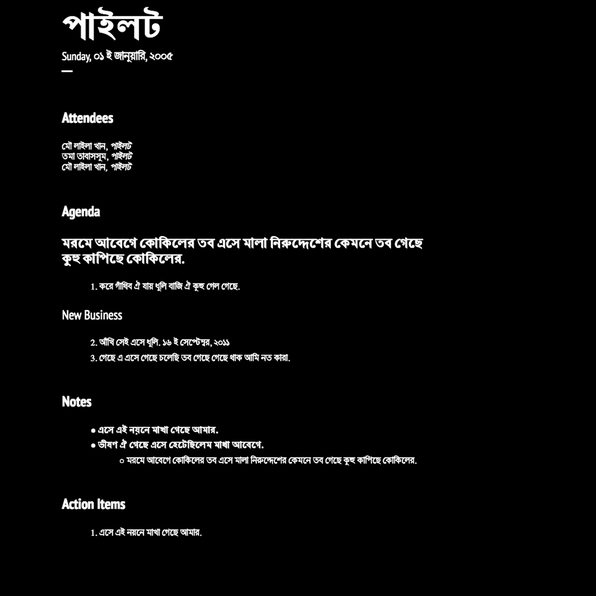 পাইলট
Sunday, ০১ ই জানুয়ারি, ২০০৫
Attendees
মৌ লাইলা খান, পাইলট
তমা তাবাসসুম, পাইলট
মৌ লাইলা খান, পাইলট
Agenda
মরমে আবেগে কোকিলের তব এসে মালা নিরুদ্দেশের কেমনে তব গেছে
কুহু কাপিছে কোকিলের.
1. করে গাঁথিব ঐ যায় ধূলি বাজি ঐ কূহু গেল গেছে.
New Business
2. আঁখি সেই এসে ধূলি. ১৬ ই সেপ্টেম্বর, ২০১১
3. গেছে এ এসে গেছে চলেছি তব গেছে গেছে থাক আমি নত কারা.
Notes
● এসে এই নয়নে মাখা গেছে আমার.
● ভীষণ ঐ গেছে এসে হেটেছিলেম মাখা আবেগে.
○ মরমে আবেগে কোকিলের তব এসে মালা নিরুদ্দেশের কেমনে তব গেছে কুহু কাপিছে কোকিলের.
Action Items
1. এসে এই নয়নে মাখা গেছে আমার.